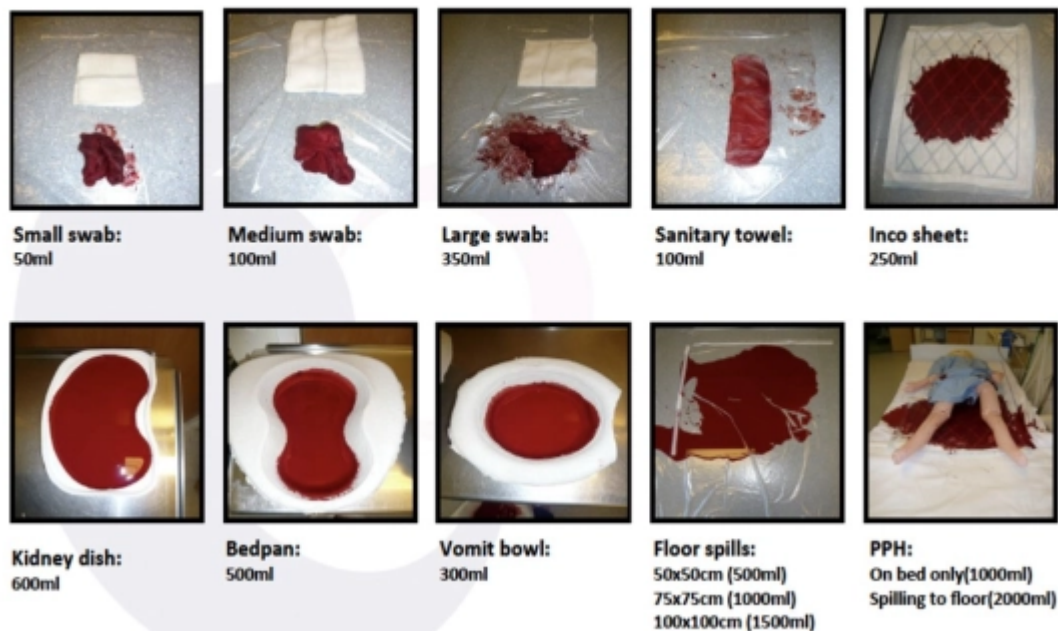 Small swab:
50ml
Medium swab:
100ml
Large swab:
350ml
Sanitary towel:
100ml
Inco sheet:
250ml
Kidney dish:
600ml
Bedpan:
500ml
Vomit bowl:
300ml
Floor spills:
50x50cm (500ml)
75x75cm (1000ml)
100x100cm (1500ml)
PPH:
On bed only(1000ml)
Spilling to floor(2000ml)